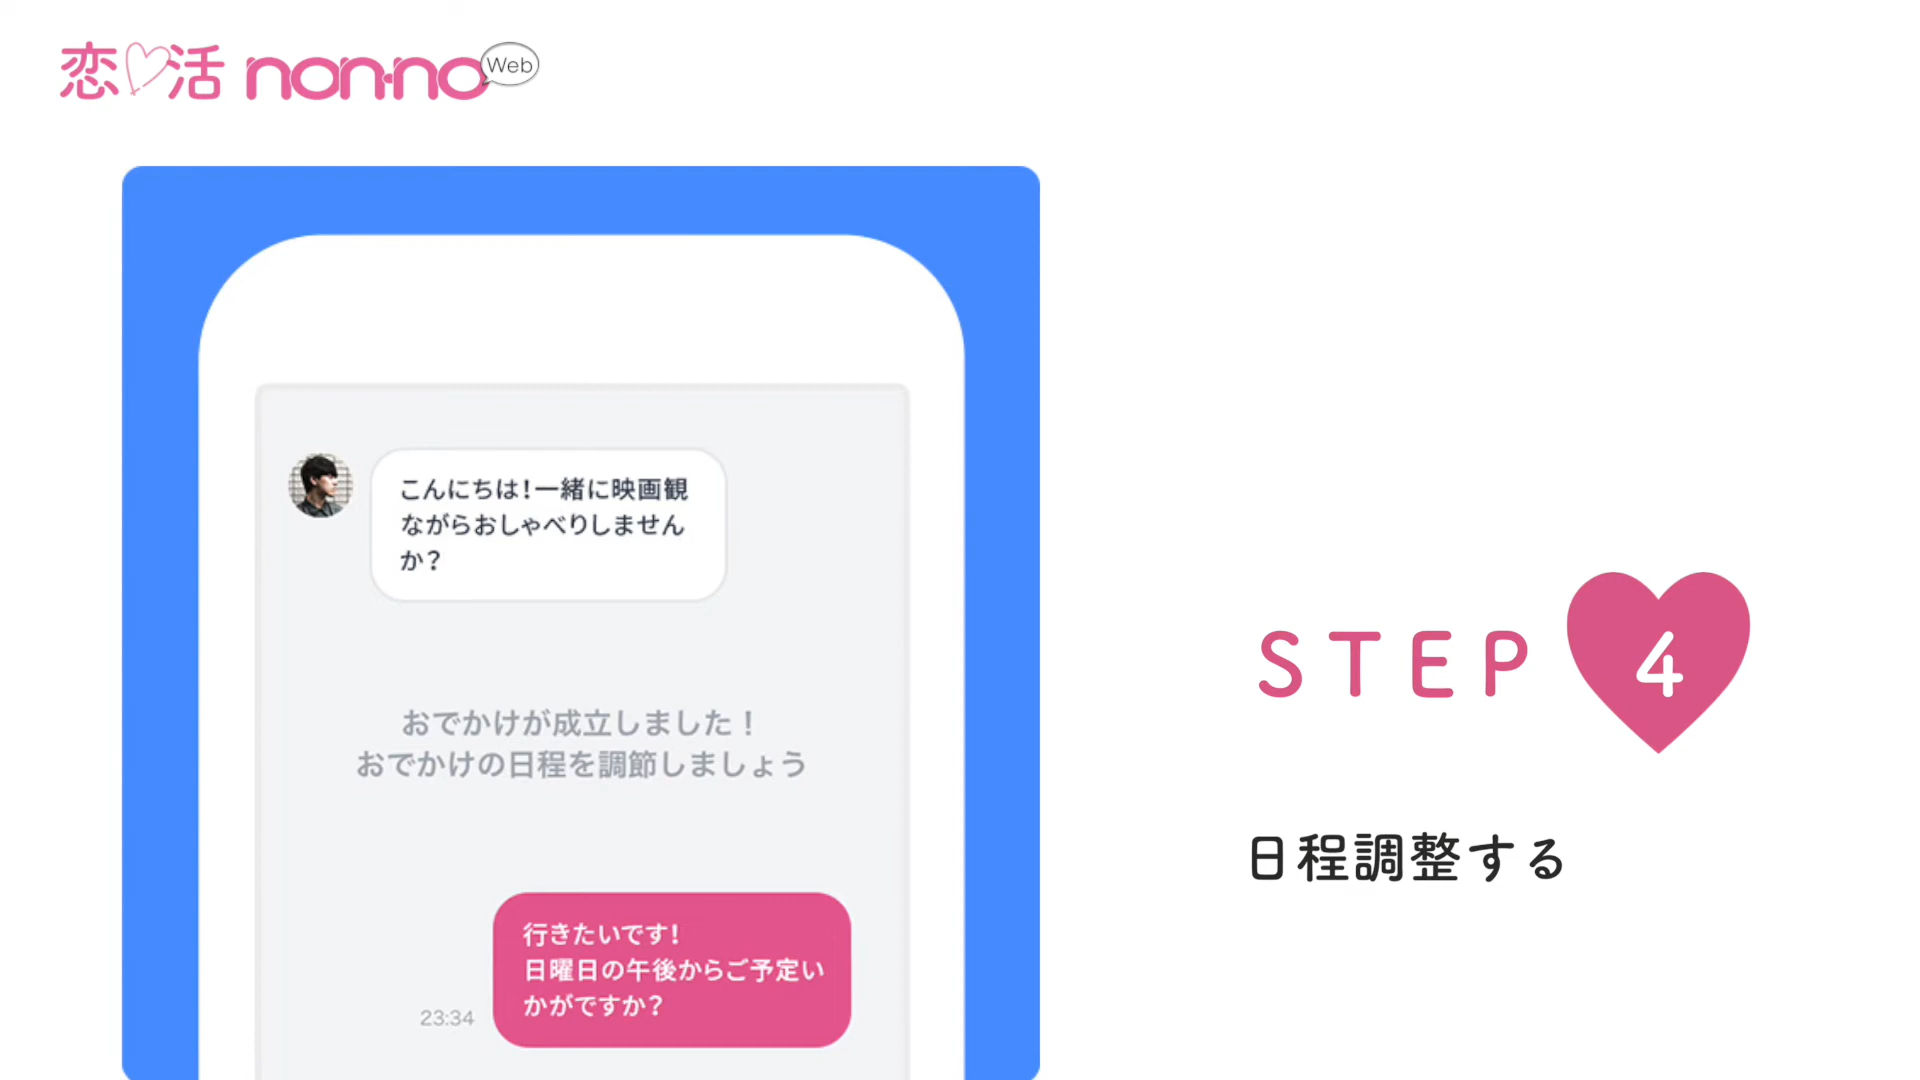 恋活 non-no Web
こんにちは！一緒に映画観
ながらおしゃべりしません
か？
おでかけが成立しました！
おでかけの日程を調節しましょう
行きたいです！
日曜日の午後からご予定い
かがですか？
23:34
STEP 4
日程調整する